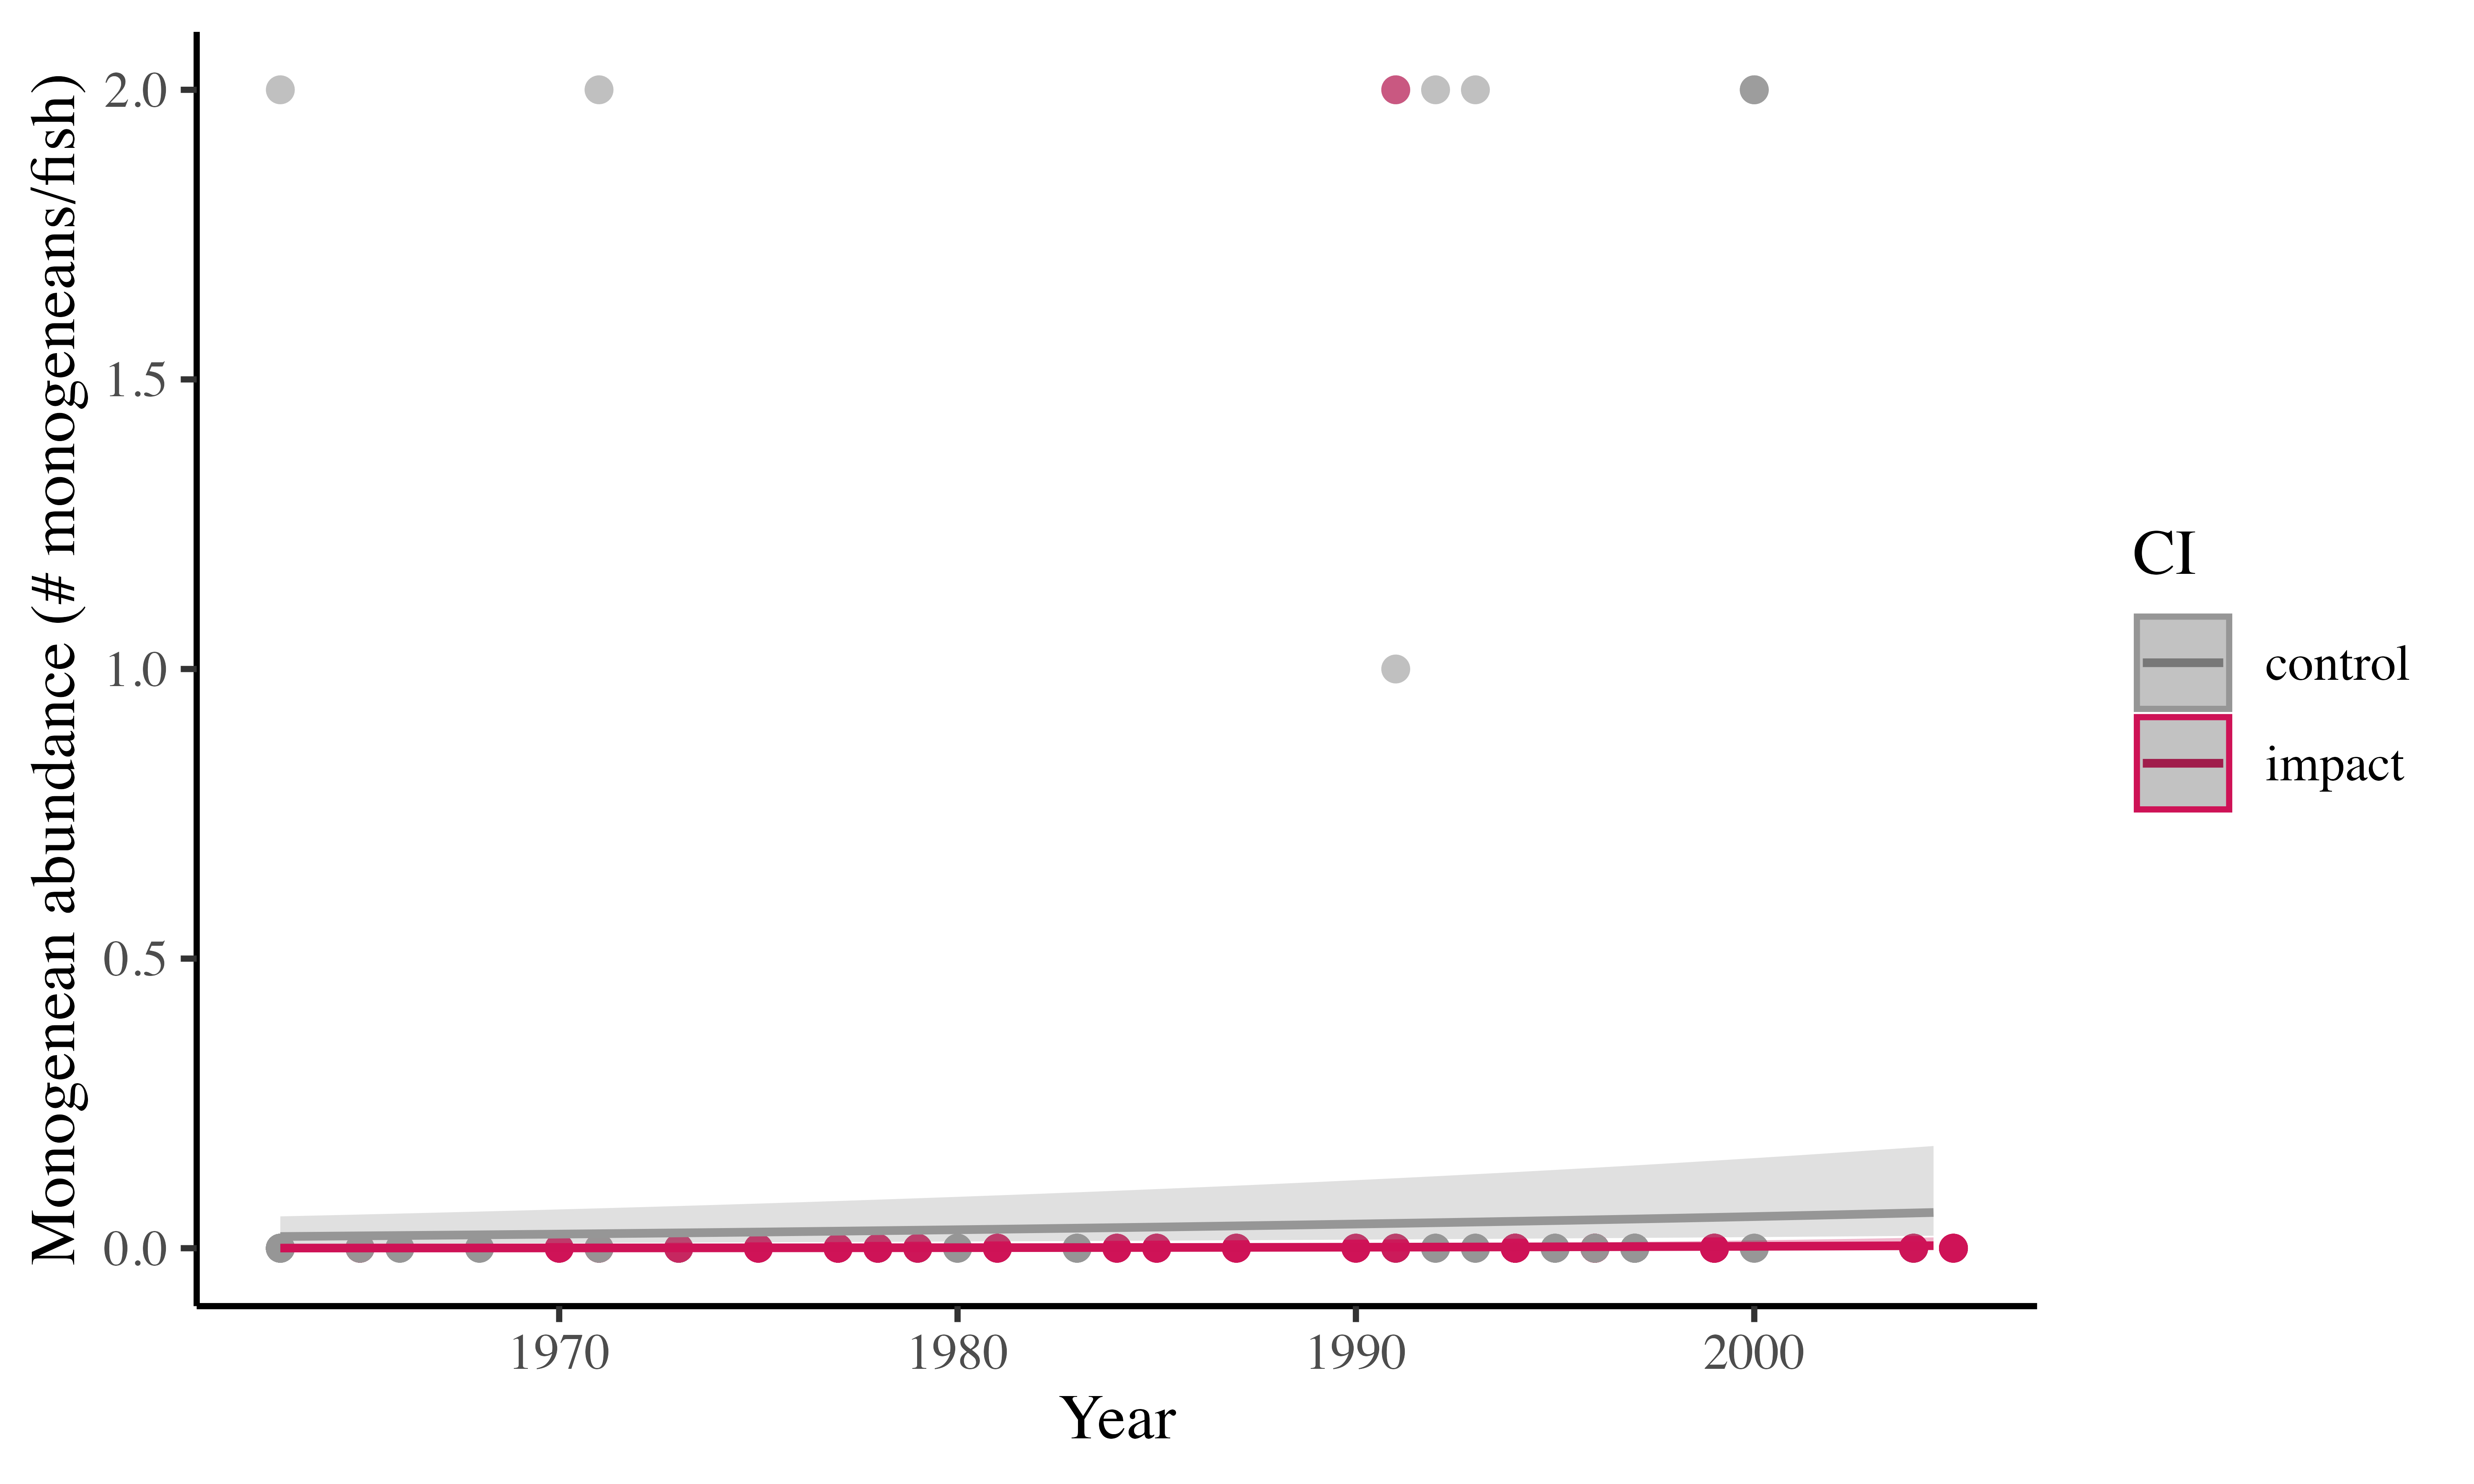 Monogenean abundance (# monogeneans/fish)
2.0
1.5
1.0
0.5
0.0
1970
1980
1990
2000
Year
CI
control
impact